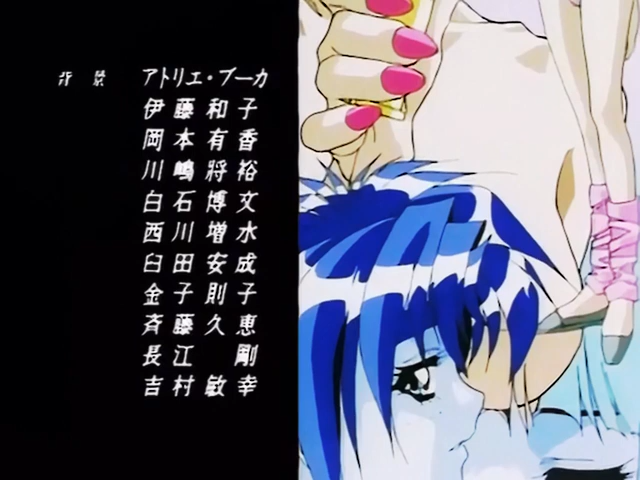 背景 アトリエ・ブーカ
伊藤和子
岡本有香
川嶋將裕
白石博文
西川増水
臼田安成
金子則子
斉藤久恵
長江剛
吉村敏幸